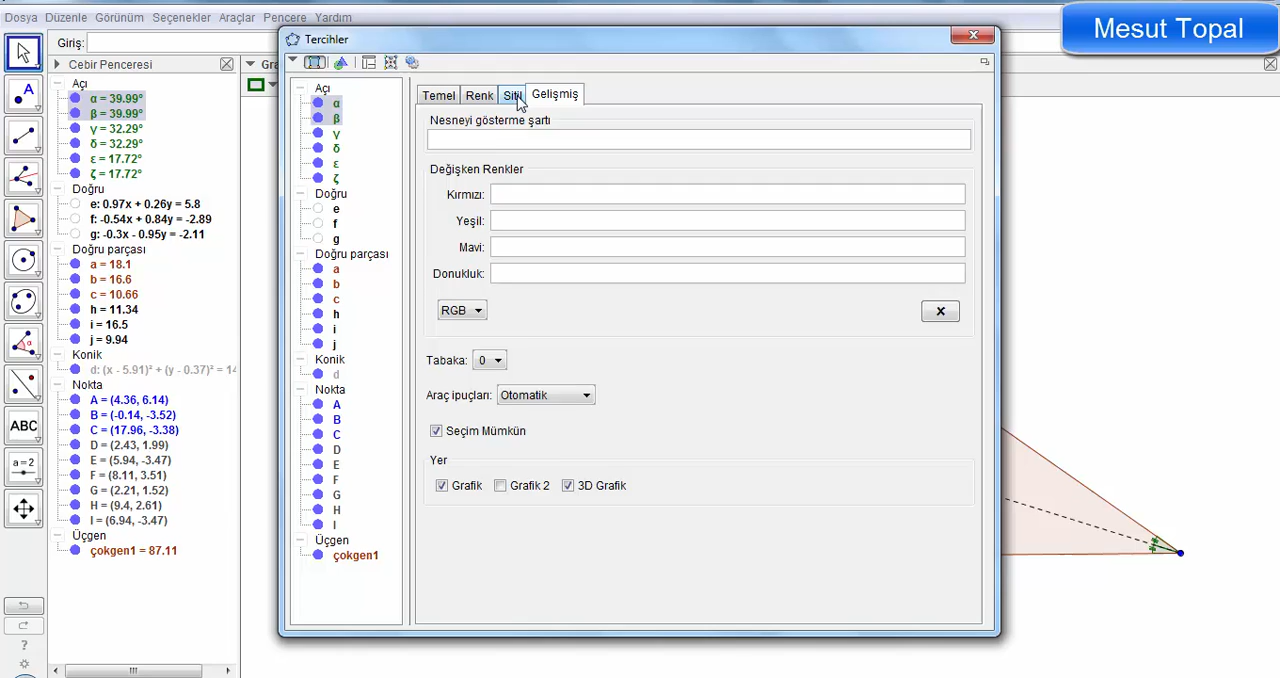 Dosya Düzenle Görünüm Seçenekler Araçlar Pencere Yardım
Mesut Topal
Giriş:
Cebir Penceresi
Gra
Açı
α = 39.99°
β = 39.99°
γ = 32.29°
δ = 32.29°
ε = 17.72°
ζ = 17.72°
Doğru
e: 0.97x + 0.26y = 5.8
f: -0.54x + 0.84y = -2.89
g: -0.3x - 0.95y = -2.11
Doğru parçası
a = 18.1
b = 16.6
c = 10.66
h = 11.34
i = 16.5
j = 9.94
Konik
d: (x - 5.91)² + (y - 0.37)² = 14
Nokta
A = (4.36, 6.14)
B = (-0.14, -3.52)
C = (17.96, -3.38)
D = (2.43, 1.99)
E = (5.94, -3.47)
F = (8.11, 3.51)
G = (2.21, 1.52)
H = (9.4, 2.61)
I = (6.94, -3.47)
Üçgen
çokgen1 = 87.11
A
α
ABC
a=2
?
Tercihler
Açı
α
β
γ
δ
ε
ζ
Doğru
e
f
g
Doğru parçası
a
b
c
h
i
j
Konik
d
Nokta
A
B
C
D
E
F
G
H
I
Üçgen
çokgen1
Temel Renk Sitil Gelişmiş
Nesneyi gösterme şartı
Değişken Renkler
Kırmızı:
Yeşil:
Mavi:
Donukluk:
RGB
x
Tabaka: 0
Araç ipuçları: Otomatik
Seçim Mümkün
Yer
Grafik Grafik 2 3D Grafik